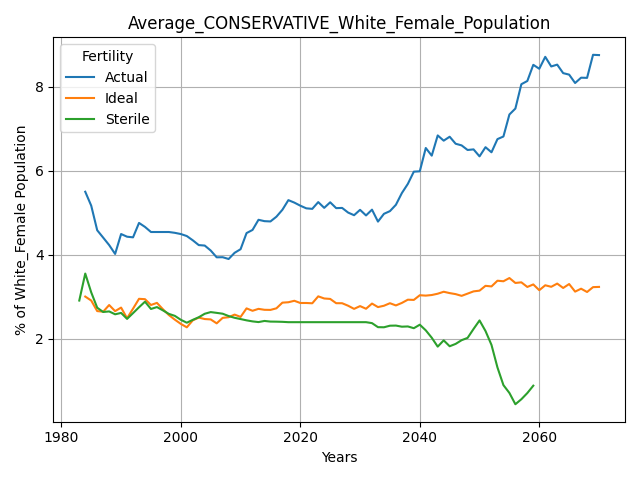 Average_CONSERVATIVE_White_Female_Population
Fertility
Actual
Ideal
Sterile
% of White_Female Population
8
6
4
2
1980 2000 2020 2040 2060
Years